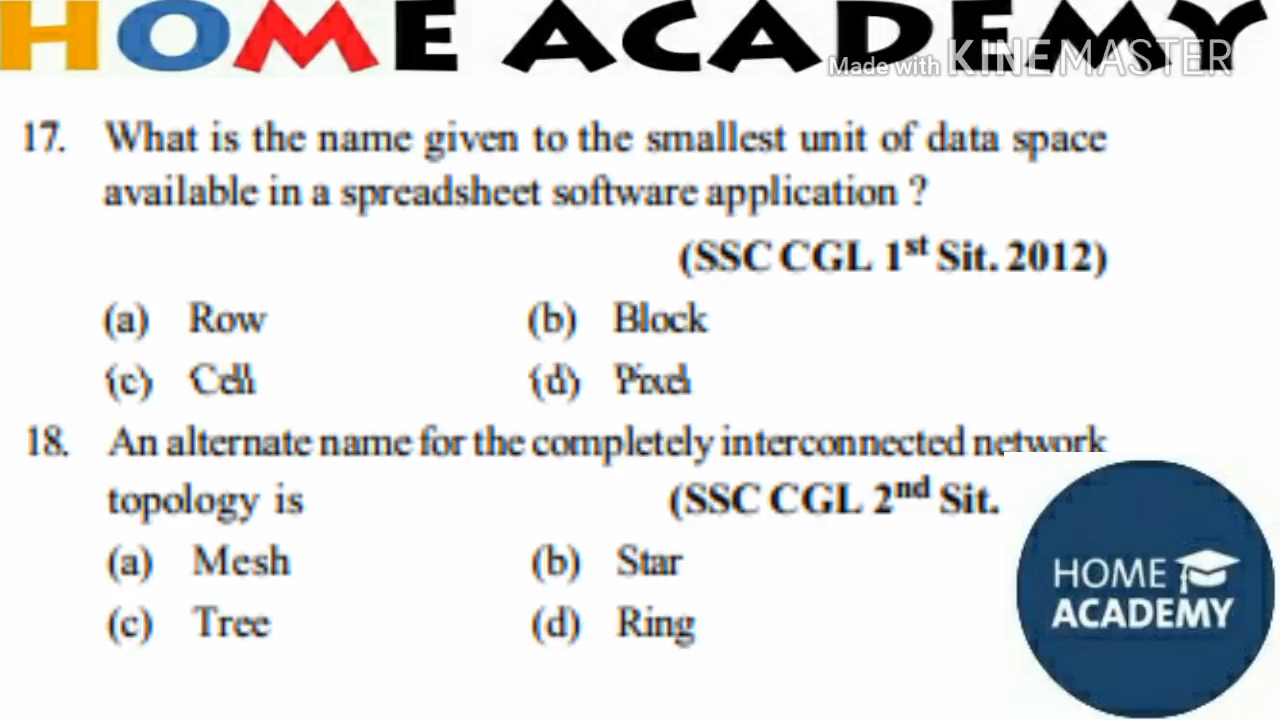 HOME ACADEMY
Made with KINEMASTER
17. What is the name given to the smallest unit of data space
available in a spreadsheet software application ?
(SSC CGL 1st Sit. 2012)
(a) Row (b) Block
(c) Cell (d) Pixel
18. An alternate name for the completely interconnected network
topology is (SSC CGL 2nd Sit.
(a) Mesh (b) Star
(c) Tree (d) Ring
HOME
ACADEMY